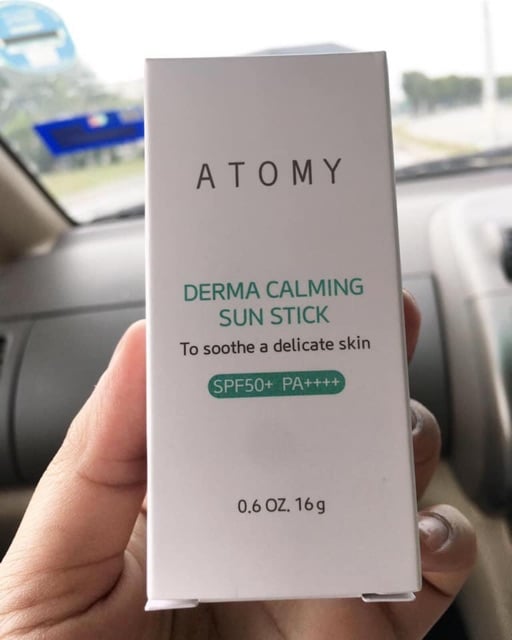 ATOMY
DERMA CALMING
SUN STICK
To soothe a delicate skin
SPF50+ PA++++
0.6 OZ. 16g